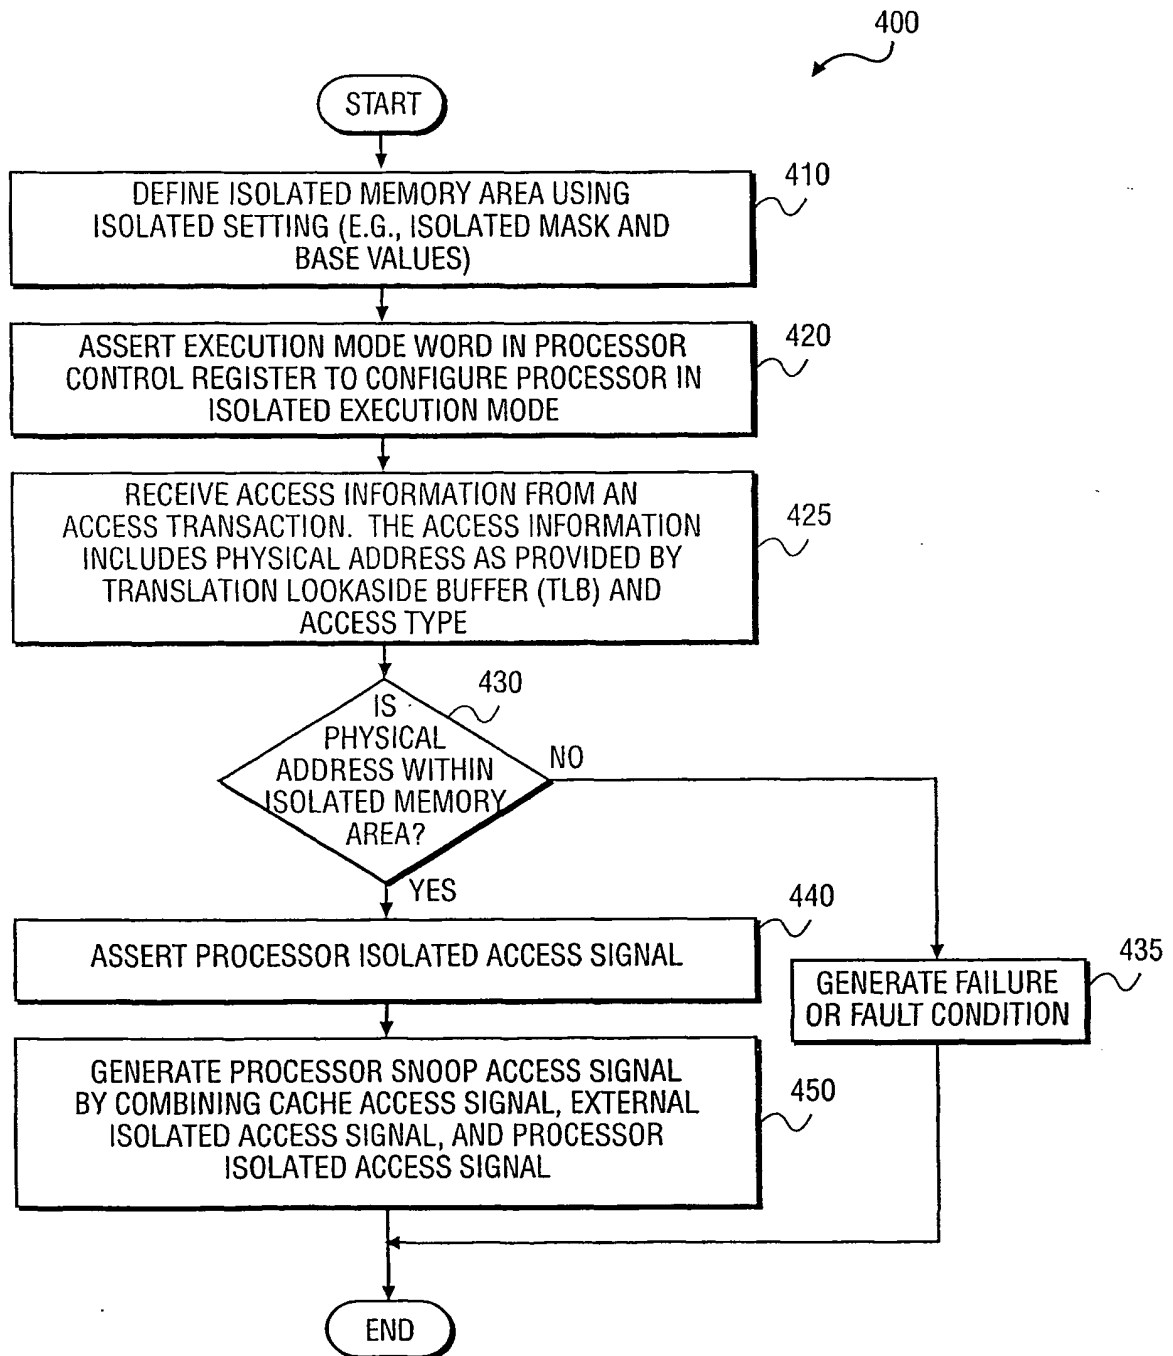 400
START
410
DEFINE ISOLATED MEMORY AREA USING
ISOLATED SETTING (E.G., ISOLATED MASK AND
BASE VALUES)
420
ASSERT EXECUTION MODE WORD IN PROCESSOR
CONTROL REGISTER TO CONFIGURE PROCESSOR IN
ISOLATED EXECUTION MODE
425
RECEIVE ACCESS INFORMATION FROM AN
ACCESS TRANSACTION. THE ACCESS INFORMATION
INCLUDES PHYSICAL ADDRESS AS PROVIDED BY
TRANSLATION LOOKASIDE BUFFER (TLB) AND
ACCESS TYPE
430
IS
PHYSICAL
ADDRESS WITHIN
ISOLATED MEMORY
AREA?
NO
YES
440
ASSERT PROCESSOR ISOLATED ACCESS SIGNAL
435
GENERATE FAILURE
OR FAULT CONDITION
450
GENERATE PROCESSOR SNOOP ACCESS SIGNAL
BY COMBINING CACHE ACCESS SIGNAL, EXTERNAL
ISOLATED ACCESS SIGNAL, AND PROCESSOR
ISOLATED ACCESS SIGNAL
END